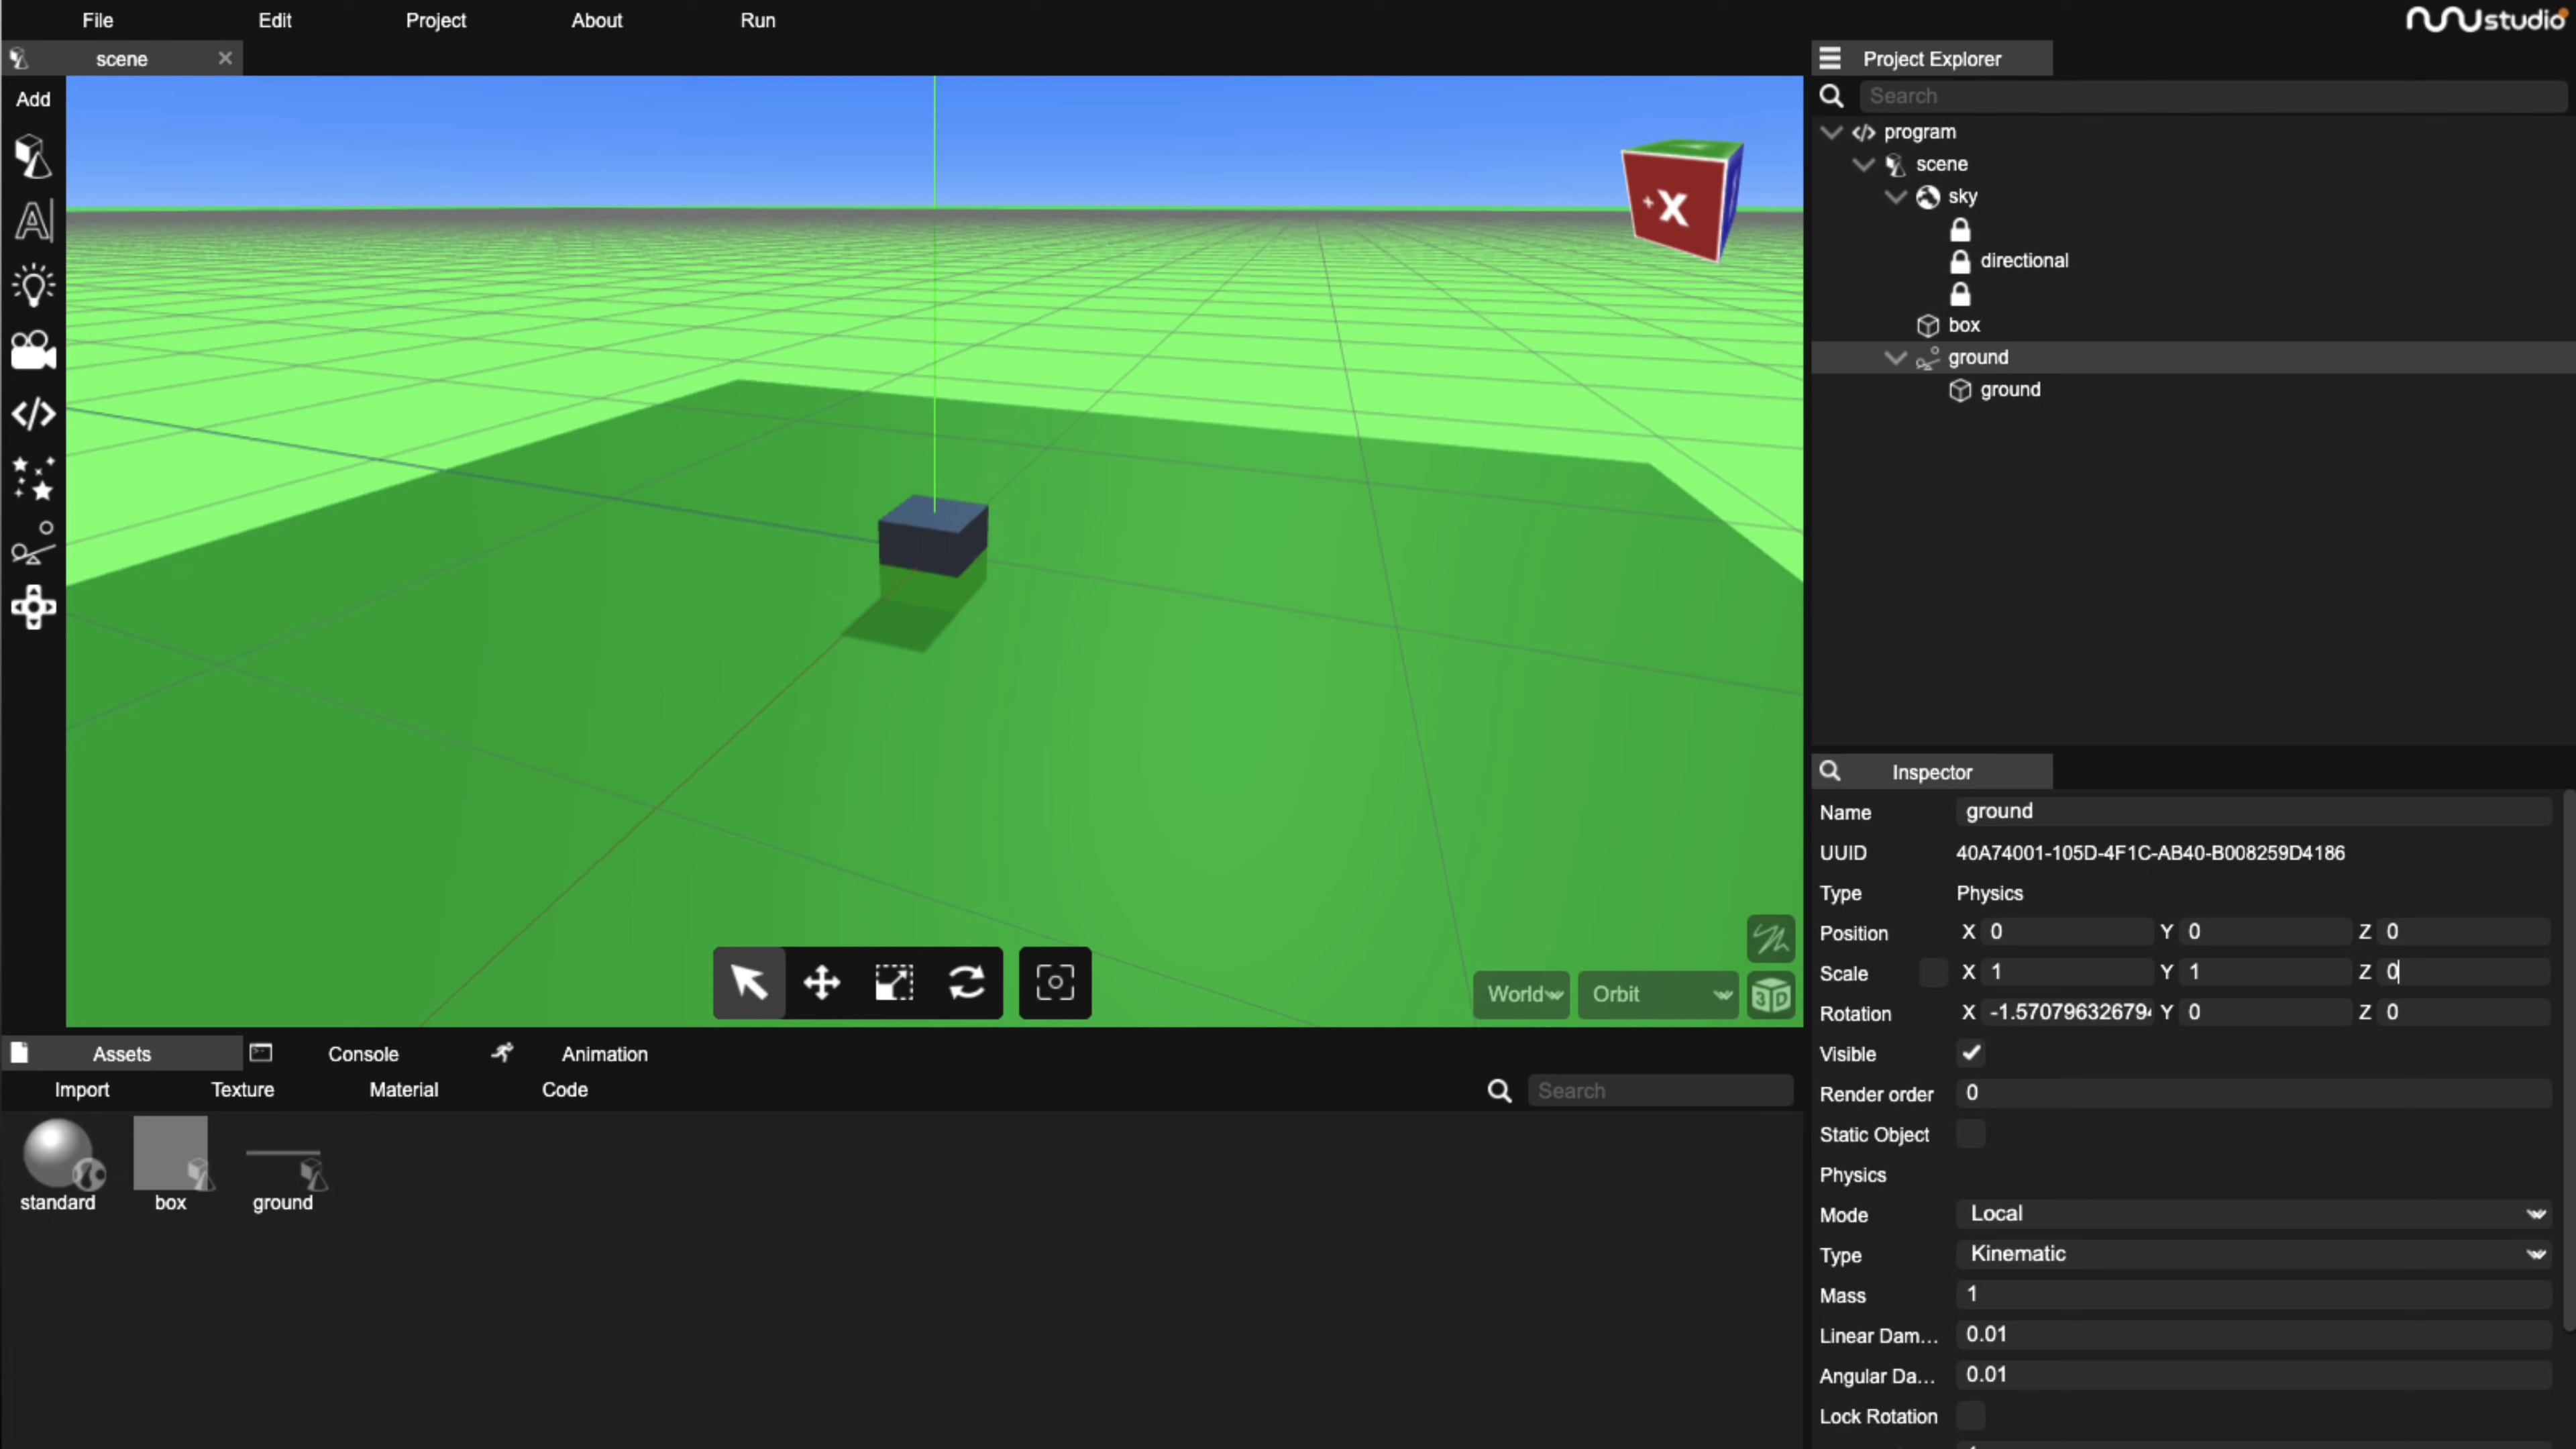 File Edit Project About Run nunustudio
scene
Project Explorer
Add
Search
program
scene
sky
directional
box
ground
ground
+X
World Orbit 3D
Inspector
Name ground
UUID 40A74001-105D-4F1C-AB40-B008259D4186
Type Physics
Position X 0 Y 0 Z 0
Scale X 1 Y 1 Z 0
Rotation X -1.570796326794 Y 0 Z 0
Visible
Render order 0
Static Object
Physics
Mode Local
Type Kinematic
Mass 1
Linear Dam... 0.01
Angular Da... 0.01
Lock Rotation
Assets Console Animation
Import Texture Material Code Search
standard box ground